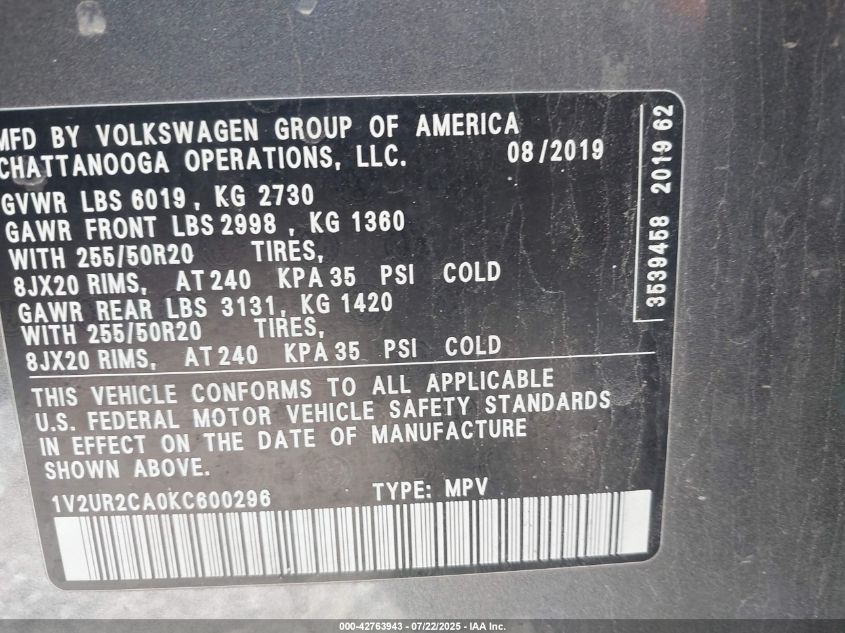 MFD BY VOLKSWAGEN GROUP OF AMERICA
CHATTANOOGA OPERATIONS, LLC. 08/2019
GVWR LBS 6019, KG 2730
GAWR FRONT LBS 2998, KG 1360
WITH 255/50R20 TIRES,
8JX20 RIMS, AT 240 KPA 35 PSI COLD
GAWR REAR LBS 3131, KG 1420
WITH 255/50R20 TIRES,
8JX20 RIMS, AT 240 KPA 35 PSI COLD
THIS VEHICLE CONFORMS TO ALL APPLICABLE
U.S. FEDERAL MOTOR VEHICLE SAFETY STANDARDS
IN EFFECT ON THE DATE OF MANUFACTURE
SHOWN ABOVE.
1V2UR2CA0KC600296 TYPE: MPV
3539458 2019 62
000-42763943 - 07/22/2025 - IAA Inc.